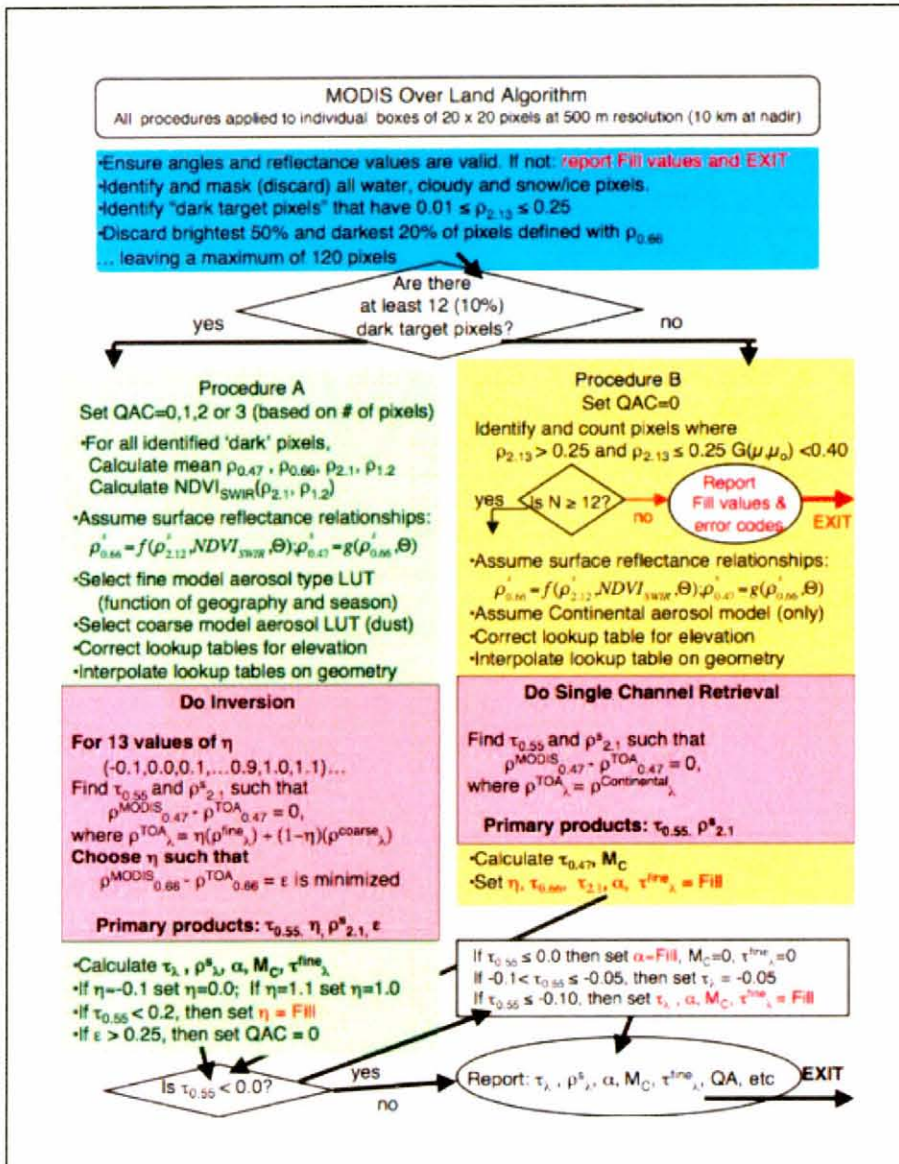 MODIS Over Land Algorithm
All procedures applied to individual boxes of 20 x 20 pixels at 500 m resolution (10 km at nadir)
•Ensure angles and reflectance values are valid. If not: report Fill values and EXIT
•Identify and mask (discard) all water, cloudy and snow/ice pixels.
•Identify "dark target pixels" that have 0.01 ≤ ρ2.13 ≤ 0.25
•Discard brightest 50% and darkest 20% of pixels defined with ρ0.66
... leaving a maximum of 120 pixels
Are there
at least 12 (10%)
dark target pixels?
yes
no
Procedure A
Set QAC=0,1,2 or 3 (based on # of pixels)
•For all identified 'dark' pixels,
Calculate mean ρ0.47 , ρ0.66, ρ2.1, ρ1.2
Calculate NDVISWIR(ρ2.1, ρ1.2)
•Assume surface reflectance relationships:
ρs0.66=f(ρs2.12,NDVISWIR,Θ);ρs0.47=g(ρs0.66,Θ)
•Select fine model aerosol type LUT
(function of geography and season)
•Select coarse model aerosol LUT (dust)
•Correct lookup tables for elevation
•Interpolate lookup tables on geometry
Do Inversion
For 13 values of η
(-0.1,0.0,0.1,...0.9,1.0,1.1)...
Find τ0.55 and ρs2.1, such that
ρMODIS0.47 - ρTOA0.47 = 0,
where ρTOAλ = η(ρfineλ) + (1-η)(ρcoarseλ)
Choose η such that
ρMODIS0.66 - ρTOA0.66 = ε is minimized
Primary products: τ0.55, η, ρs2.1, ε
•Calculate τλ , ρsλ, α, MC, τfineλ
•If η=-0.1 set η=0.0; If η=1.1 set η=1.0
•If τ0.55 < 0.2, then set η = Fill
•If ε > 0.25, then set QAC = 0
Is τ0.55 < 0.0?
yes
no
Procedure B
Set QAC=0
Identify and count pixels where
ρ2.13 > 0.25 and ρ2.13 ≤ 0.25 G(μ,μo) <0.40
yes
Is N ≥ 12?
no
Report
Fill values &
error codes
EXIT
•Assume surface reflectance relationships:
ρs0.66=f(ρs2.12,NDVISWIR,Θ);ρs0.47=g(ρs0.66,Θ)
•Assume Continental aerosol model (only)
•Correct lookup table for elevation
•Interpolate lookup table on geometry
Do Single Channel Retrieval
Find τ0.55 and ρs2.1 such that
ρMODIS0.47 - ρTOA0.47 = 0,
where ρTOAλ = ρContinentalλ
Primary products: τ0.55, ρs2.1
•Calculate τ0.47, MC
•Set η, τ0.66, τ2.1, α, τfineλ = Fill
If τ0.55 ≤ 0.0 then set α=Fill, MC=0, τfineλ=0
If -0.1< τ0.55 ≤ -0.05, then set τλ = -0.05
If τ0.55 ≤ -0.10, then set τλ , α, MC, τfineλ = Fill
Report: τλ , ρsλ, α, MC, τfineλ, QA, etc
EXIT